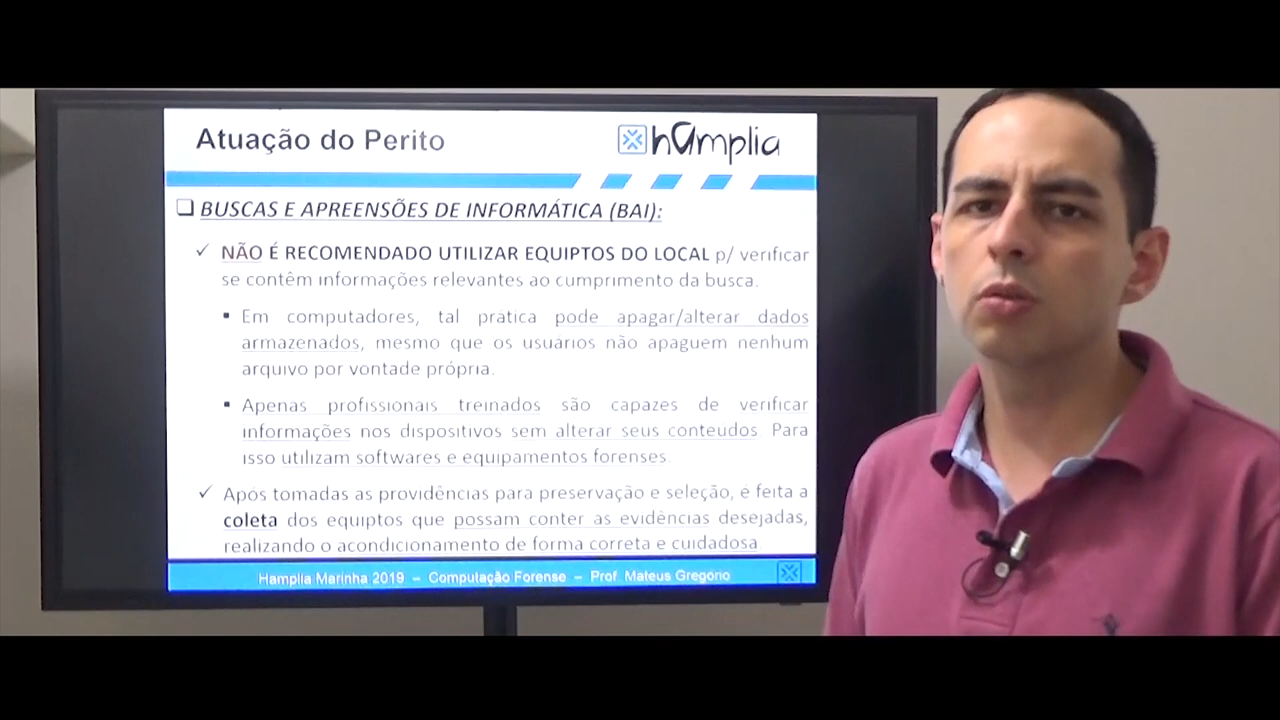 Atuação do Perito
hamplia
BUSCAS E APREENSÕES DE INFORMÁTICA (BAI):
NÃO É RECOMENDADO UTILIZAR EQUIPTOS DO LOCAL p/ verificar
se contêm informações relevantes ao cumprimento da busca.
Em computadores, tal prática pode apagar/alterar dados
armazenados, mesmo que os usuários não apaguem nenhum
arquivo por vontade própria.
Apenas profissionais treinados são capazes de verificar
informações nos dispositivos sem alterar seus conteúdos. Para
isso utilizam softwares e equipamentos forenses.
Após tomadas as providências para preservação e seleção, é feita a
coleta dos equiptos que possam conter as evidências desejadas,
realizando o acondicionamento de forma correta e cuidadosa
Hamplia Marinha 2019 – Computação Forense – Prof. Mateus Gregório